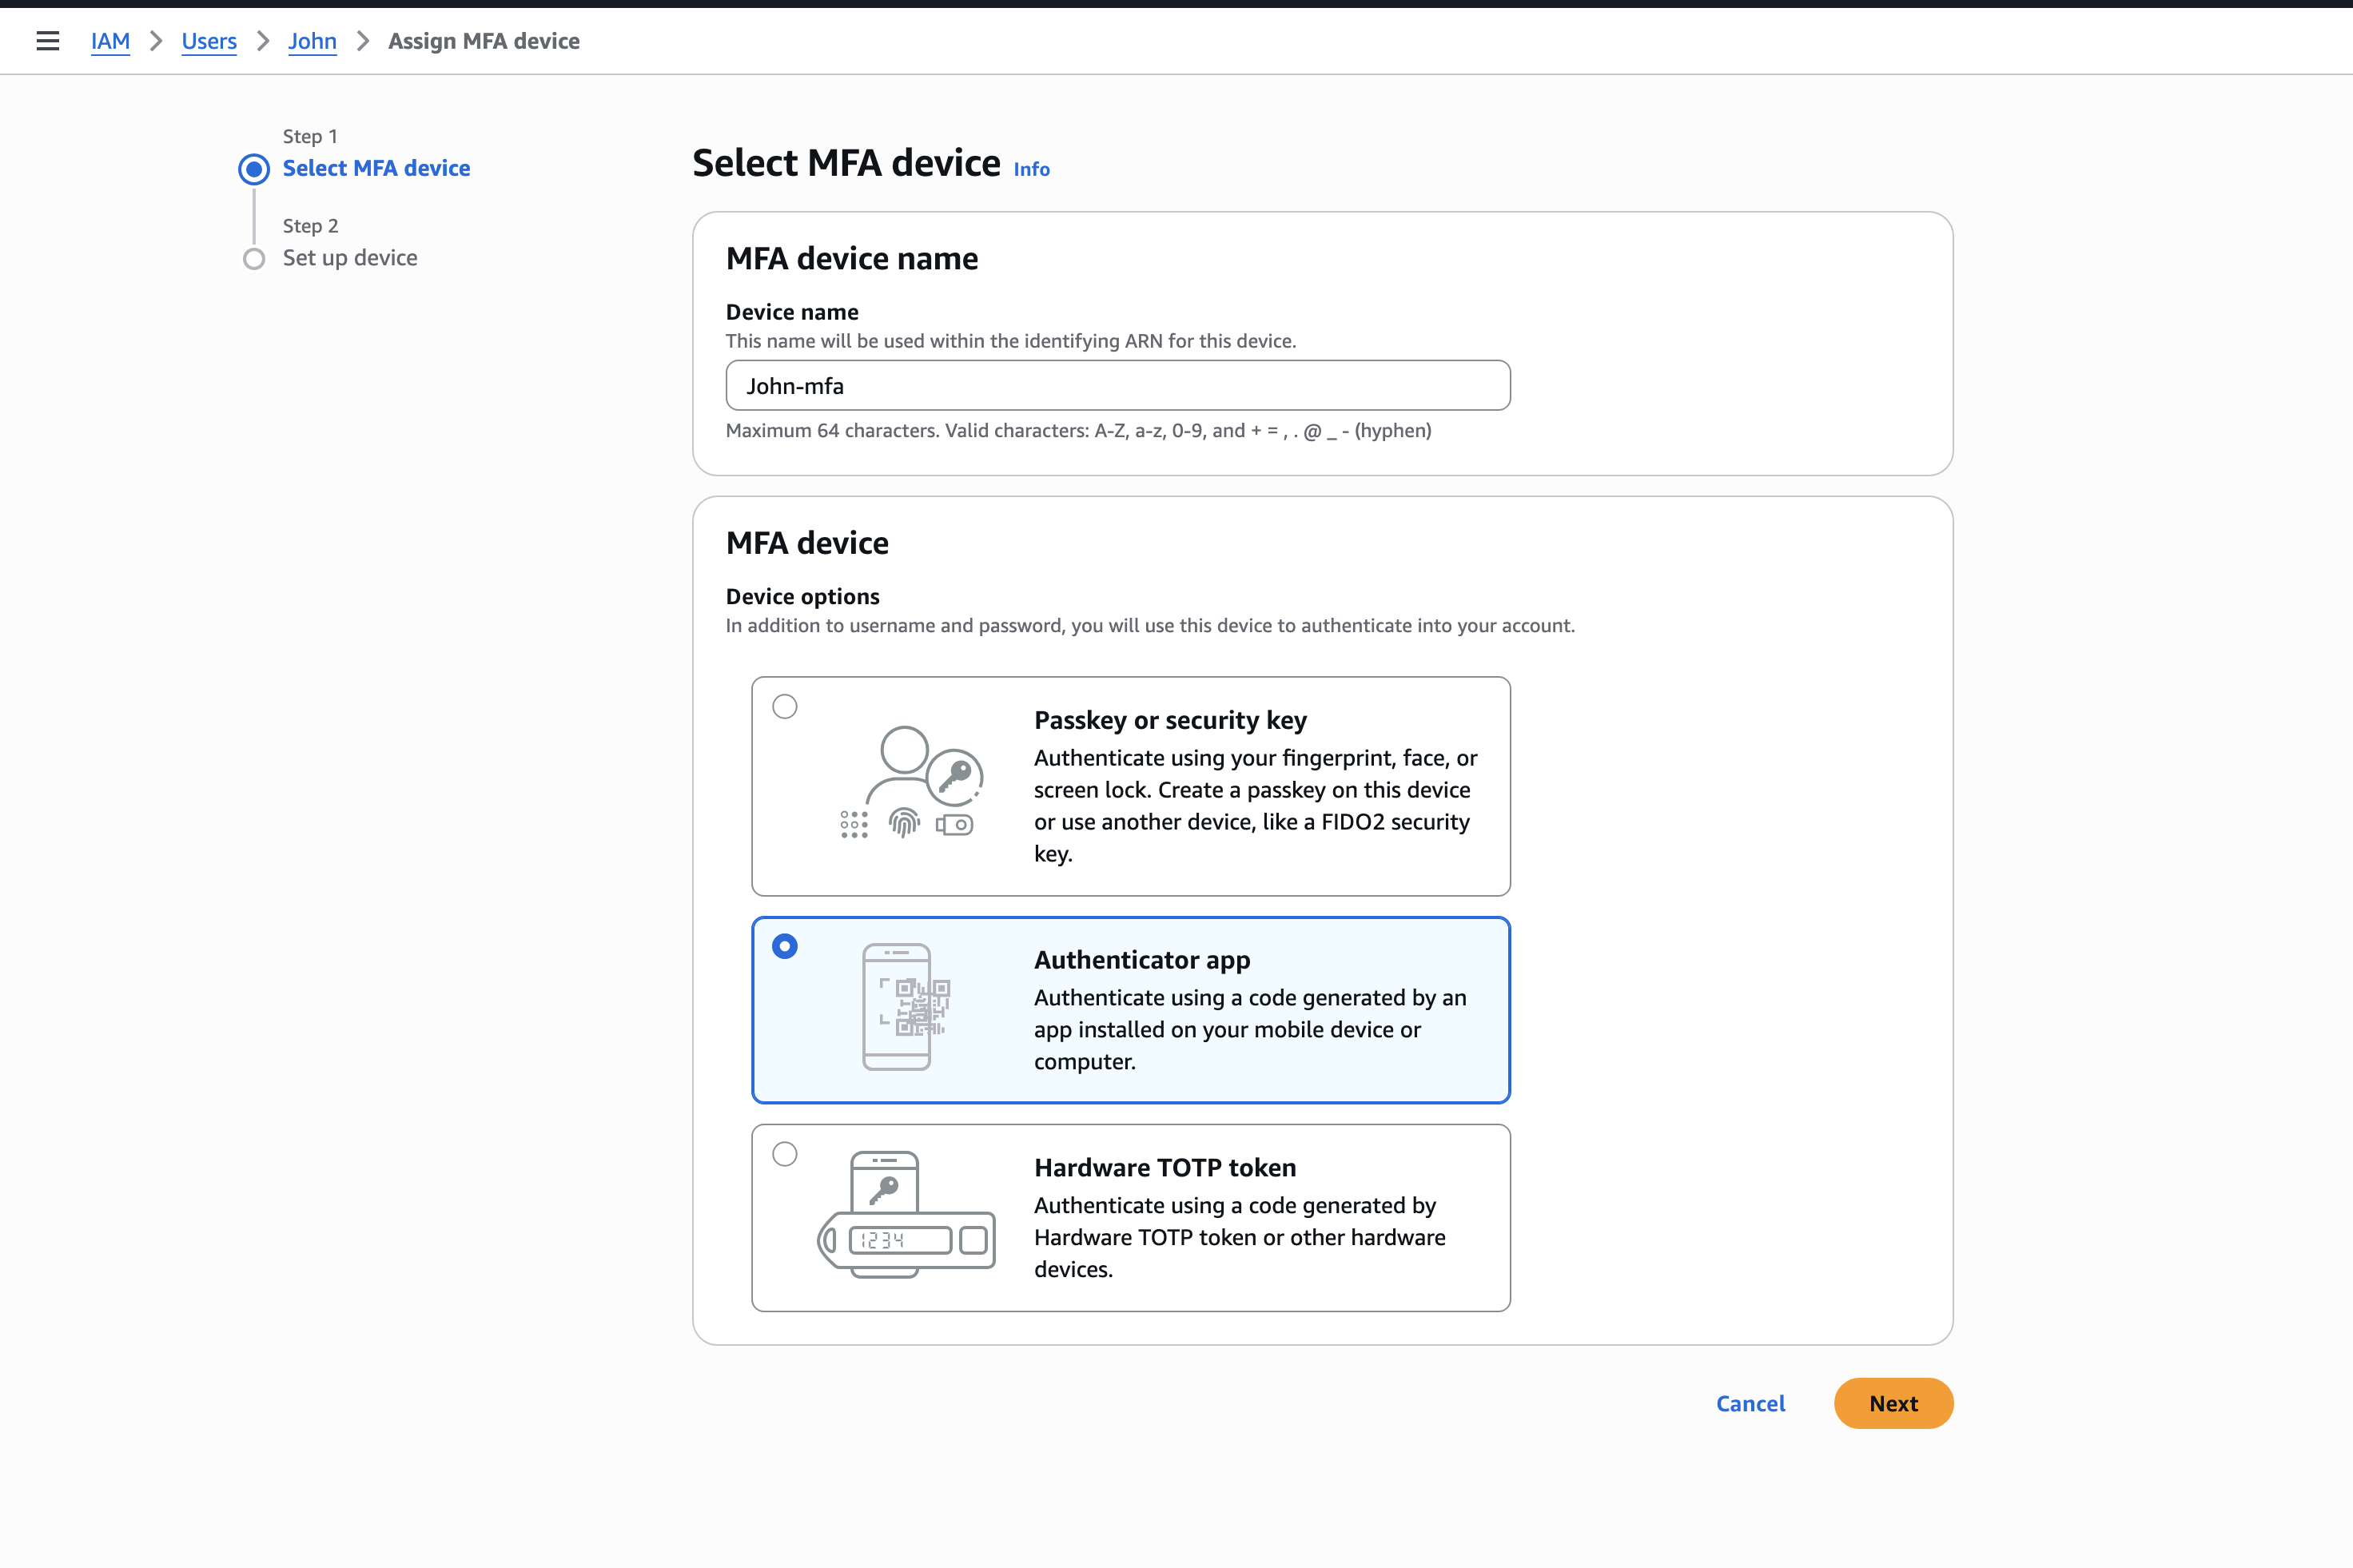 IAM > Users > John > Assign MFA device
Step 1
Select MFA device
Step 2
Set up device
Select MFA device Info
MFA device name
Device name
This name will be used within the identifying ARN for this device.
John-mfa
Maximum 64 characters. Valid characters: A-Z, a-z, 0-9, and + = , . @ _ - (hyphen)
MFA device
Device options
In addition to username and password, you will use this device to authenticate into your account.
Passkey or security key
Authenticate using your fingerprint, face, or
screen lock. Create a passkey on this device
or use another device, like a FIDO2 security
key.
Authenticator app
Authenticate using a code generated by an
app installed on your mobile device or
computer.
Hardware TOTP token
Authenticate using a code generated by
Hardware TOTP token or other hardware
devices.
1234
Cancel
Next